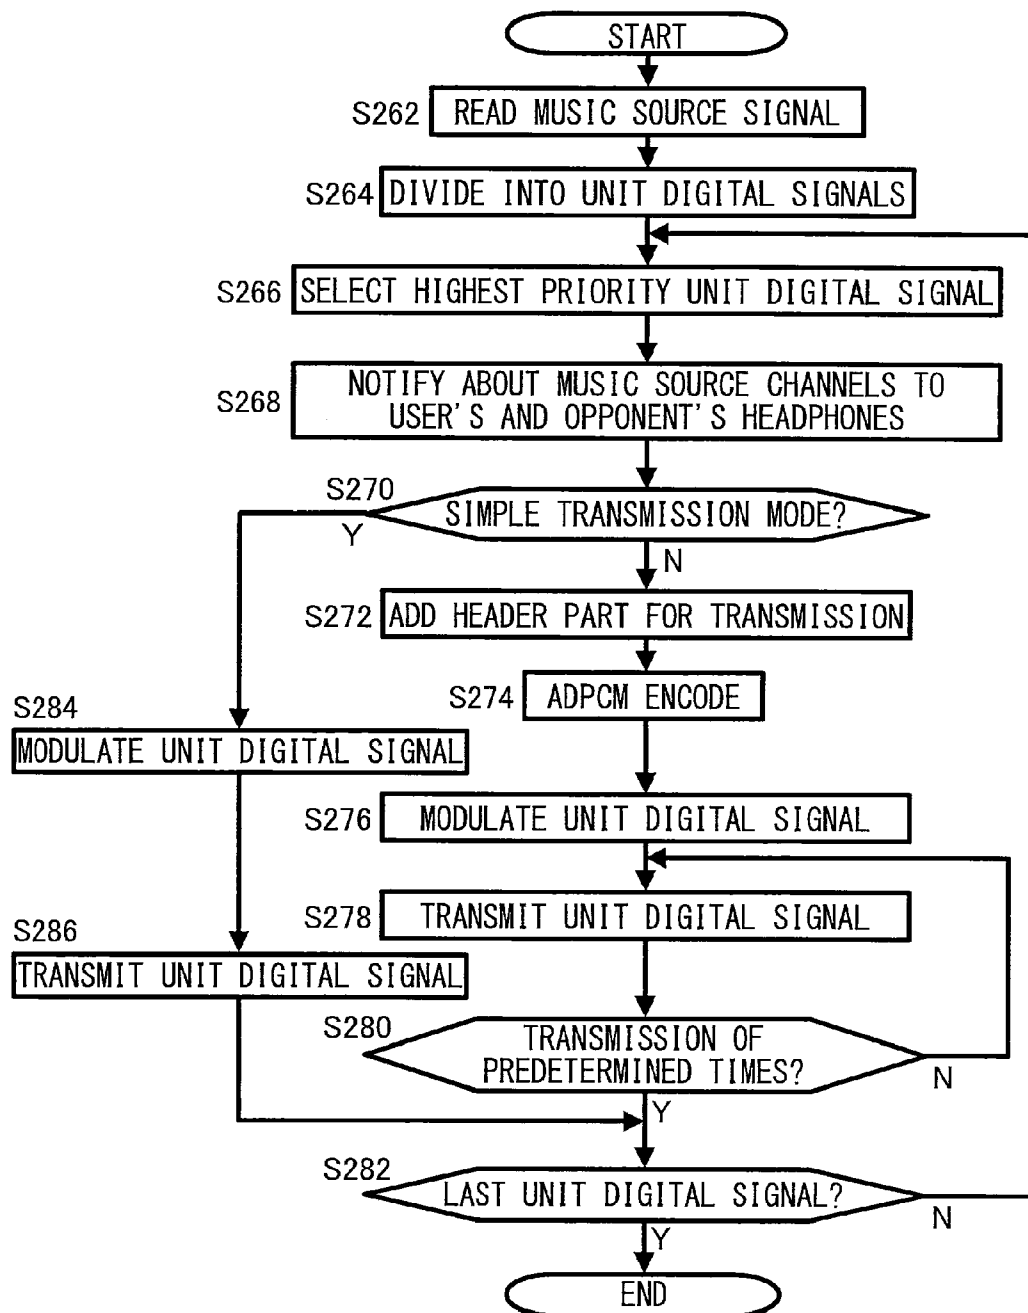 START
S262
READ MUSIC SOURCE SIGNAL
S264
DIVIDE INTO UNIT DIGITAL SIGNALS
S266
SELECT HIGHEST PRIORITY UNIT DIGITAL SIGNAL
S268
NOTIFY ABOUT MUSIC SOURCE CHANNELS TO
USER'S AND OPPONENT'S HEADPHONES
S270
SIMPLE TRANSMISSION MODE?
Y
N
S272
ADD HEADER PART FOR TRANSMISSION
S274
ADPCM ENCODE
S284
MODULATE UNIT DIGITAL SIGNAL
S276
MODULATE UNIT DIGITAL SIGNAL
S278
TRANSMIT UNIT DIGITAL SIGNAL
S286
TRANSMIT UNIT DIGITAL SIGNAL
S280
TRANSMISSION OF
PREDETERMINED TIMES?
N
Y
S282
LAST UNIT DIGITAL SIGNAL?
N
Y
END